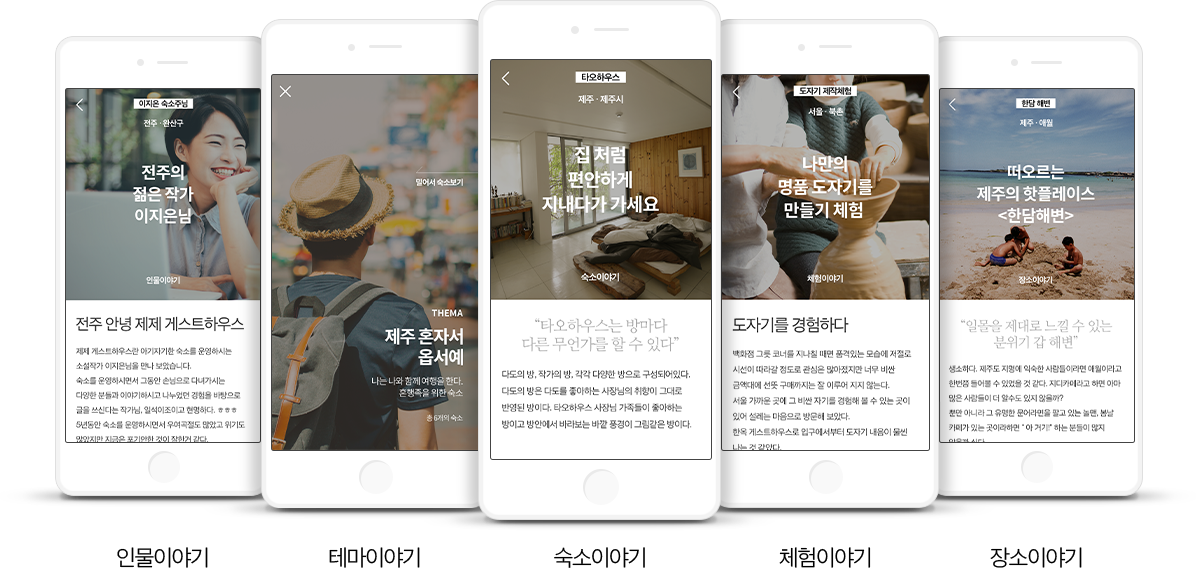 이지은 숙소주님
전주 · 완산구
전주의
젊은 작가
이지은님
인물이야기
전주 안녕 제제 게스트하우스
제제 게스트하우스란 아기자기한 숙소를 운영하시는
소설작가 이지은님을 만나 보았습니다.
숙소를 운영하시면서 그동안 손님으로 다녀가시는
다양한 분들과 이야기하시고 나누었던 경험을 바탕으로
글을 쓰신다는 작가님, 일석이조이고 현명하다. ㅎㅎㅎ
5년동안 숙소를 운영하시면서 우여곡절도 많았고 위기도
많았지만 지금은 포기안한 것이 잘한거 같다.
밀어서 숙소보기
THEMA
제주 혼자서
옵서예
나는 나와 함께 여행을 한다.
혼행족을 위한 숙소
총 6개의 숙소
타오하우스
제주 · 제주시
집 처럼
편안하게
지내다가 가세요
숙소이야기
“타오하우스는 방마다
다른 무언가를 할 수 있다”
다도의 방, 작가의 방, 각각 다양한 방으로 구성되어있다.
다도의 방은 다도를 좋아하는 사장님의 취향이 그대로
반영된 방이다. 타오하우스 사장님 가족들이 좋아하는
방이고 방안에서 바라보는 바깥 풍경이 그림같은 방이다.
도자기 제작체험
서울 · 북촌
나만의
명품 도자기를
만들기 체험
체험이야기
도자기를 경험하다
백화점 그릇 코너를 지나칠 때면 품격있는 모습에 저절로
시선이 따라갈 정도로 관심은 많아졌지만 너무 비싼
금액대에 선뜻 구매까지는 잘 이루어 지지 않는다.
서울 가까운 곳에 그 비싼 자기를 경험해 볼 수 있는 곳이
있어 설레는 마음으로 방문해 보았다.
한옥 게스트하우스로 입구에서부터 도자기 내음이 물씬
나는 것 같았다.
한담 해변
제주 · 애월
떠오르는
제주의 핫플레이스
<한담해변>
장소이야기
“일몰을 제대로 느낄 수 있는
분위기 갑 해변”
생소하다. 제주도 지명에 익숙한 사람들이라면 애월이라고
한번쯤 들어볼 수 있었을 것 같다. 지디카페라고 하면 아마
많은 사람들이 더 알수도 있지 않을까?
뿐만 아니라 그 유명한 문어라면을 팔고 있는 놀맨, 봄날
카페가 있는 곳이라하면 " 아 거기!" 하는 분들이 많지
않을까 싶다.
인물이야기
테마이야기
숙소이야기
체험이야기
장소이야기